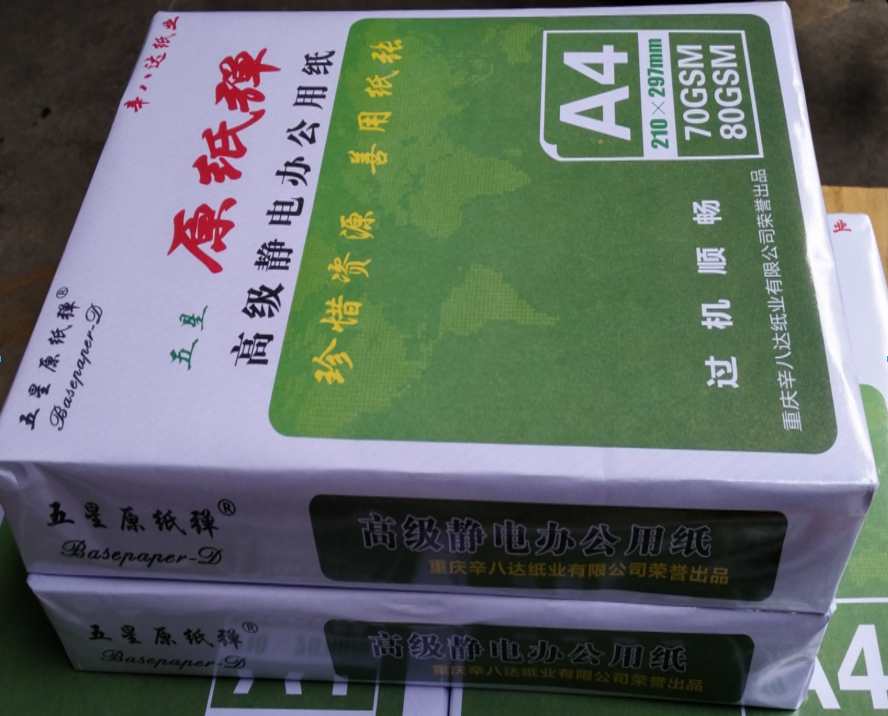 辛八达纸业
五星原纸弹®
Basepaper-D
五星
原纸彈
高级静电办公用纸
珍惜资源 善用纸张
A4
210×297mm
70GSM
80GSM
过机顺畅
重庆辛八达纸业有限公司荣誉出品
五星原纸彈®
Basepaper-D
高级静电办公用纸
重庆辛八达纸业有限公司荣誉出品
五星原纸彈®
Basepaper-D
高级静电办公用纸
重庆辛八达纸业有限公司荣誉出品
A4